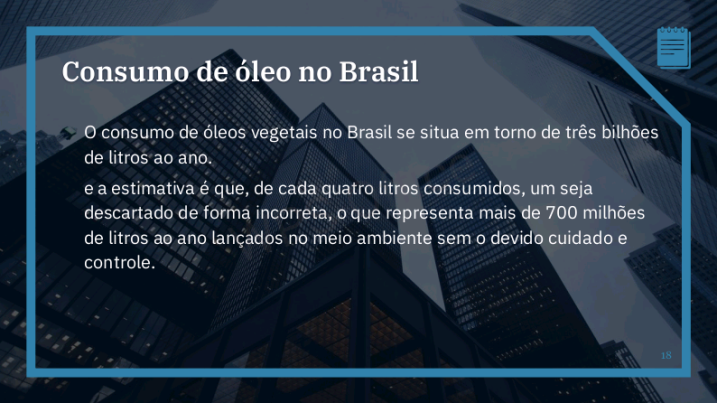 Consumo de óleo no Brasil
O consumo de óleos vegetais no Brasil se situa em torno de três bilhões
de litros ao ano.
e a estimativa é que, de cada quatro litros consumidos, um seja
descartado de forma incorreta, o que representa mais de 700 milhões
de litros ao ano lançados no meio ambiente sem o devido cuidado e
controle.
18